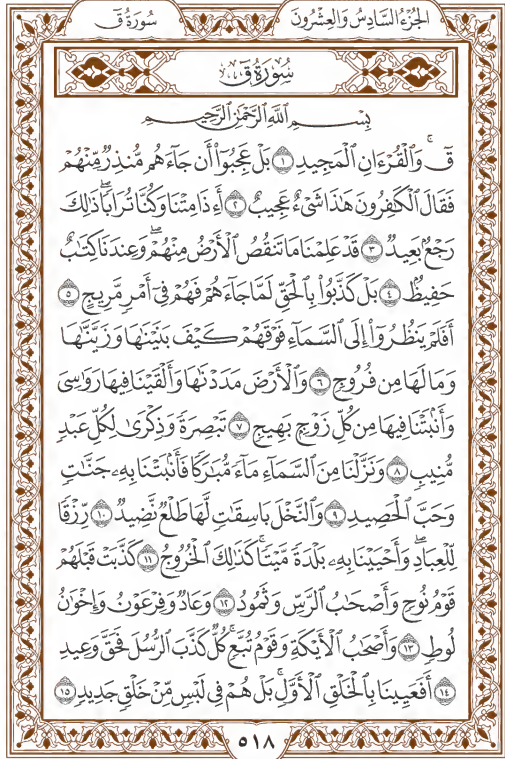 الجُزْءُ السَّادِسُ وَالعِشْرُونَ
سُورَةُ قٓ
سُورَةُ قٓ
بِسْمِ ٱللَّهِ ٱلرَّحْمَٰنِ ٱلرَّحِيمِ
قٓۚ وَٱلْقُرْءَانِ ٱلْمَجِيدِ ١ بَلْ عَجِبُوٓا۟ أَن جَآءَهُم مُّنذِرٌ مِّنْهُمْ
فَقَالَ ٱلْكَٰفِرُونَ هَٰذَا شَىْءٌ عَجِيبٌ ٢ أَءِذَا مِتْنَا وَكُنَّا تُرَابًاۖ ذَٰلِكَ
رَجْعٌۢ بَعِيدٌ ٣ قَدْ عَلِمْنَا مَا تَنقُصُ ٱلْأَرْضُ مِنْهُمْۖ وَعِندَنَا كِتَٰبٌ
حَفِيظٌۢ ٤ بَلْ كَذَّبُوا۟ بِٱلْحَقِّ لَمَّا جَآءَهُمْ فَهُمْ فِىٓ أَمْرٍ مَّرِيجٍ ٥
أَفَلَمْ يَنظُرُوٓا۟ إِلَى ٱلسَّمَآءِ فَوْقَهُمْ كَيْفَ بَنَيْنَٰهَا وَزَيَّنَّٰهَا
وَمَا لَهَا مِن فُرُوجٍ ٦ وَٱلْأَرْضَ مَدَدْنَٰهَا وَأَلْقَيْنَا فِيهَا رَوَٰسِىَ
وَأَنۢبَتْنَا فِيهَا مِن كُلِّ زَوْجٍۭ بَهِيجٍ ٧ تَبْصِرَةً وَذِكْرَىٰ لِكُلِّ عَبْدٍ
مُّنِيبٍ ٨ وَنَزَّلْنَا مِنَ ٱلسَّمَآءِ مَآءً مُّبَٰرَكًا فَأَنۢبَتْنَا بِهِۦ جَنَّٰتٍ
وَحَبَّ ٱلْحَصِيدِ ٩ وَٱلنَّخْلَ بَاسِقَٰتٍ لَّهَا طَلْعٌ نَّضِيدٌ ١٠ رِّزْقًا
لِّلْعِبَادِۖ وَأَحْيَيْنَا بِهِۦ بَلْدَةً مَّيْتًاۚ كَذَٰلِكَ ٱلْخُرُوجُ ١١ كَذَّبَتْ قَبْلَهُمْ
قَوْمُ نُوحٍ وَأَصْحَٰبُ ٱلرَّسِّ وَثَمُودُ ١٢ وَعَادٌ وَفِرْعَوْنُ وَإِخْوَٰنُ
لُوطٍ ١٣ وَأَصْحَٰبُ ٱلْأَيْكَةِ وَقَوْمُ تُبَّعٍۚ كُلٌّ كَذَّبَ ٱلرُّسُلَ فَحَقَّ وَعِيدِ
١٤ أَفَعَيِينَا بِٱلْخَلْقِ ٱلْأَوَّلِۚ بَلْ هُمْ فِى لَبْسٍ مِّنْ خَلْقٍ جَدِيدٍ ١٥
٥١٨